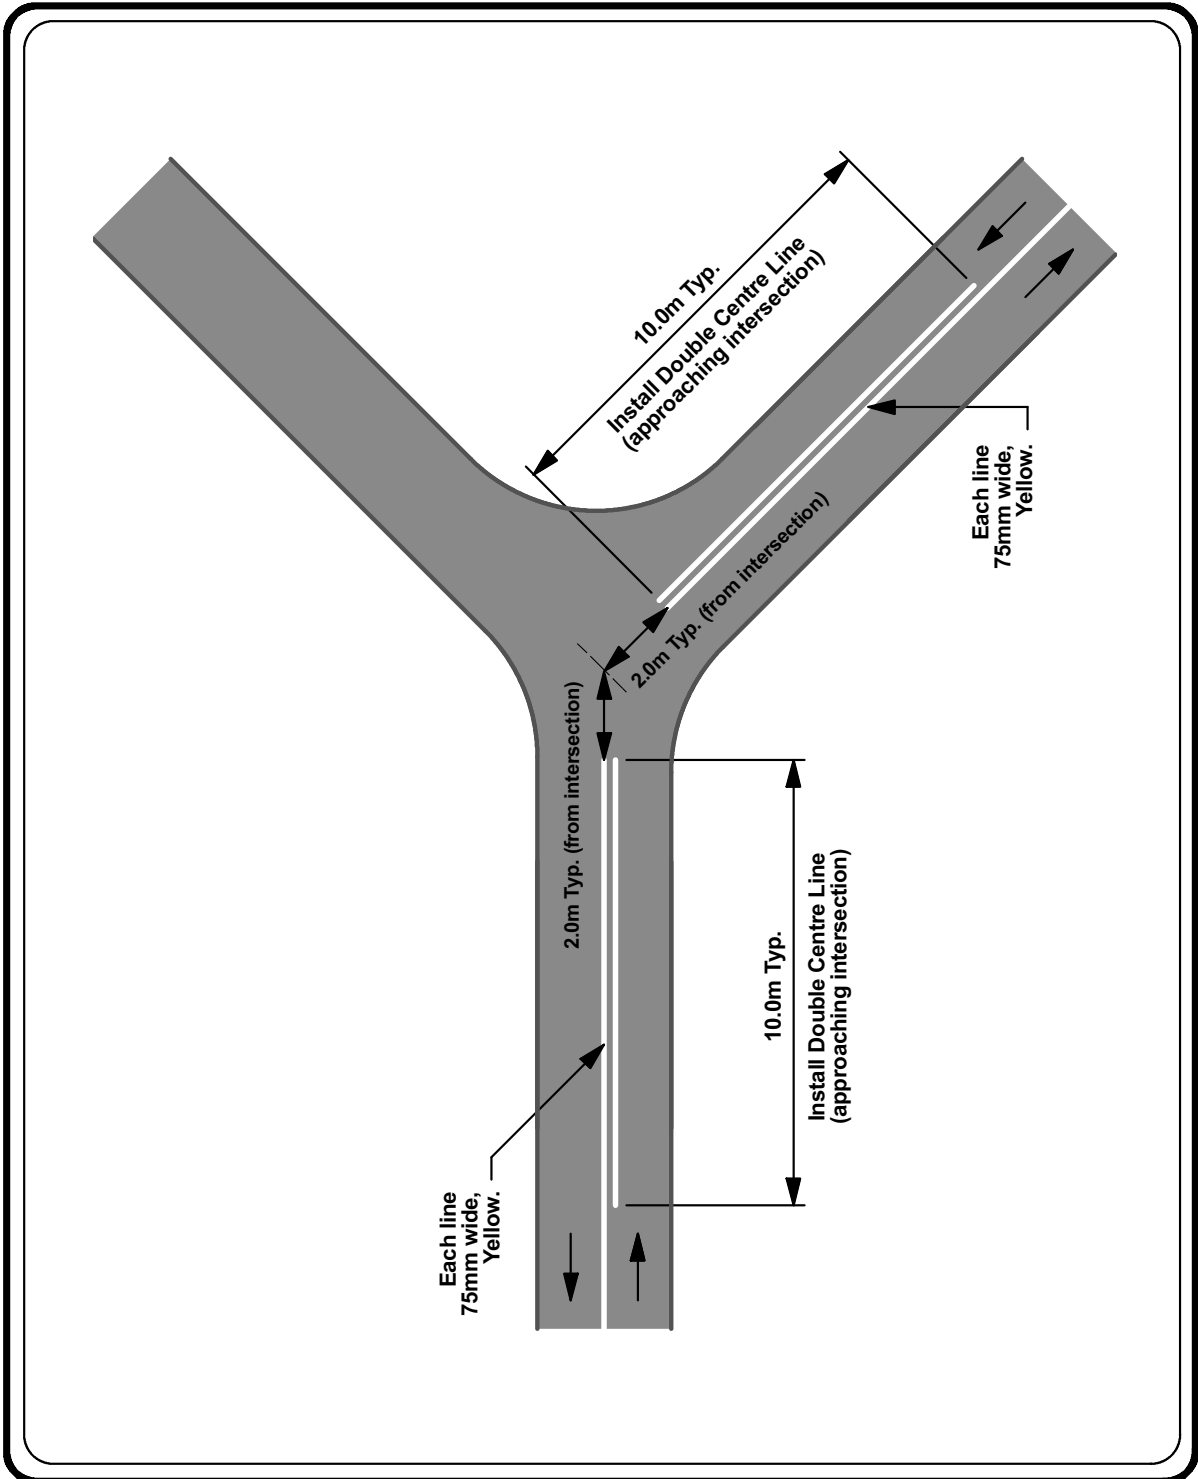 10.0m Typ.
Install Double Centre Line
(approaching intersection)
Each line
75mm wide,
Yellow.
2.0m Typ. (from intersection)
2.0m Typ. (from intersection)
10.0m Typ.
Install Double Centre Line
(approaching intersection)
Each line
75mm wide,
Yellow.